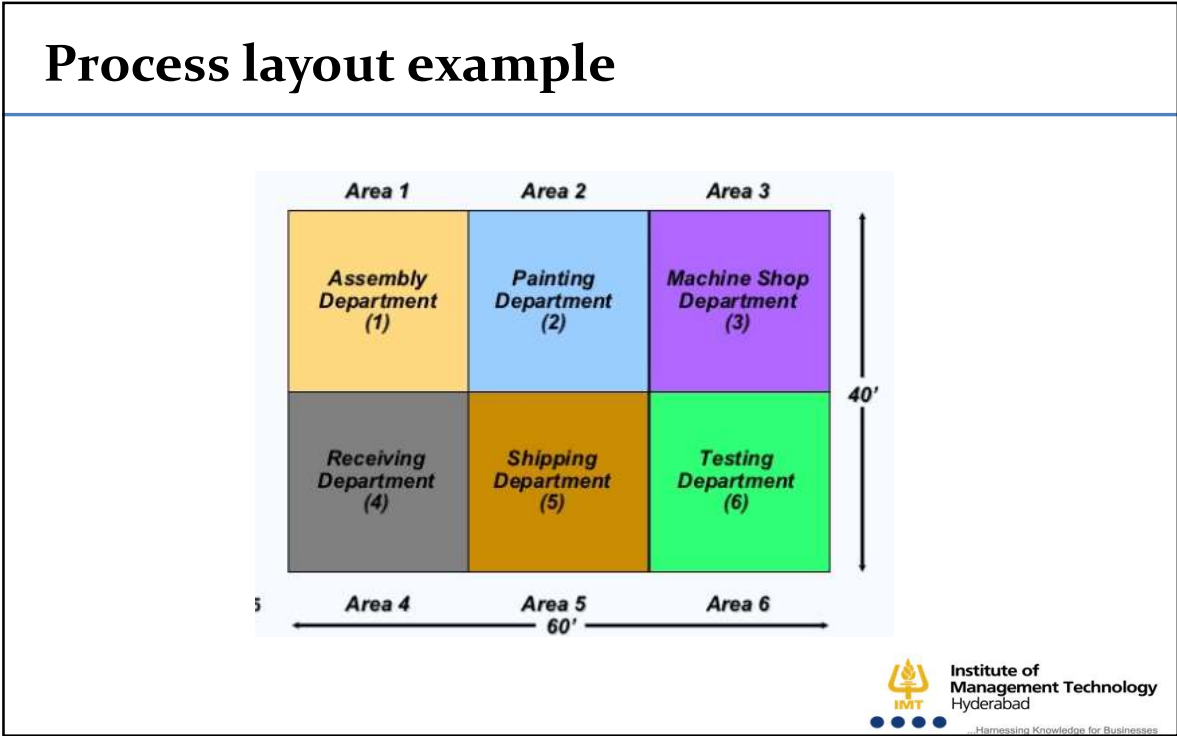 Process layout example
Area 1
Area 2
Area 3
Assembly
Department
(1)
Painting
Department
(2)
Machine Shop
Department
(3)
40'
Receiving
Department
(4)
Shipping
Department
(5)
Testing
Department
(6)
5
Area 4
Area 5
Area 6
60'
IMT
Institute of
Management Technology
Hyderabad
...Harnessing Knowledge for Businesses